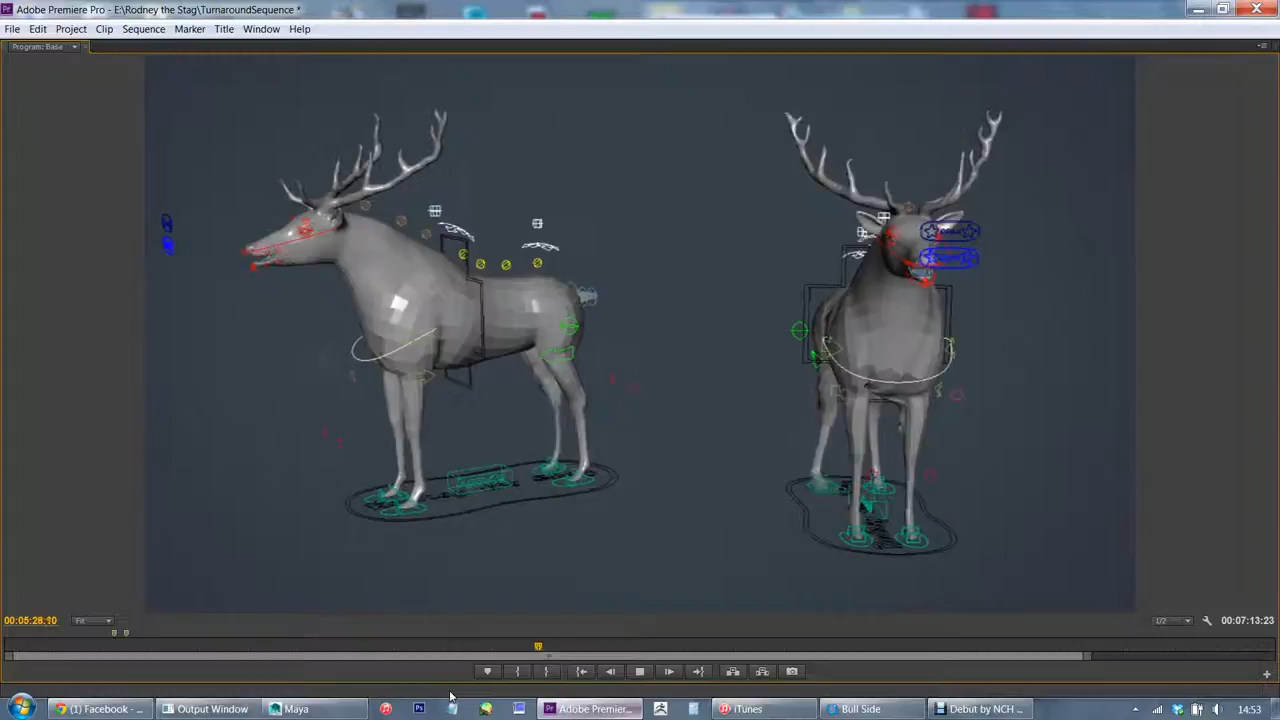 Adobe Premiere Pro - E:\Rodney the Stag\TurnaroundSequence *
File Edit Project Clip Sequence Marker Title Window Help
Program: Base
00:05:28.10
Fit
1/2
00:07:13:23
(1) Facebook - ...
Output Window
Maya
Adobe Premier...
iTunes
Bull Side
Debut by NCH ...
14:53